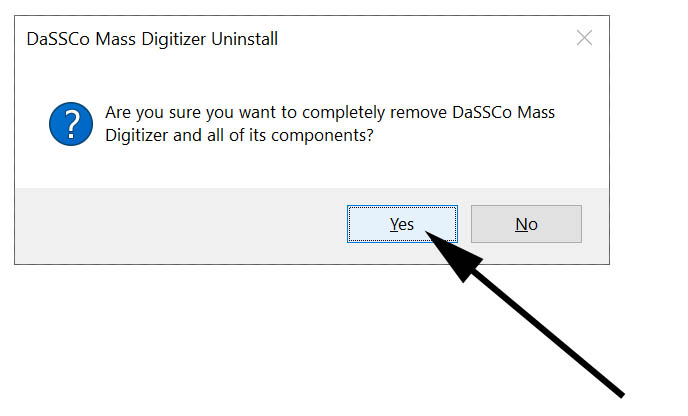 DaSSCo Mass Digitizer Uninstall
Are you sure you want to completely remove DaSSCo Mass
Digitizer and all of its components?
Yes
No